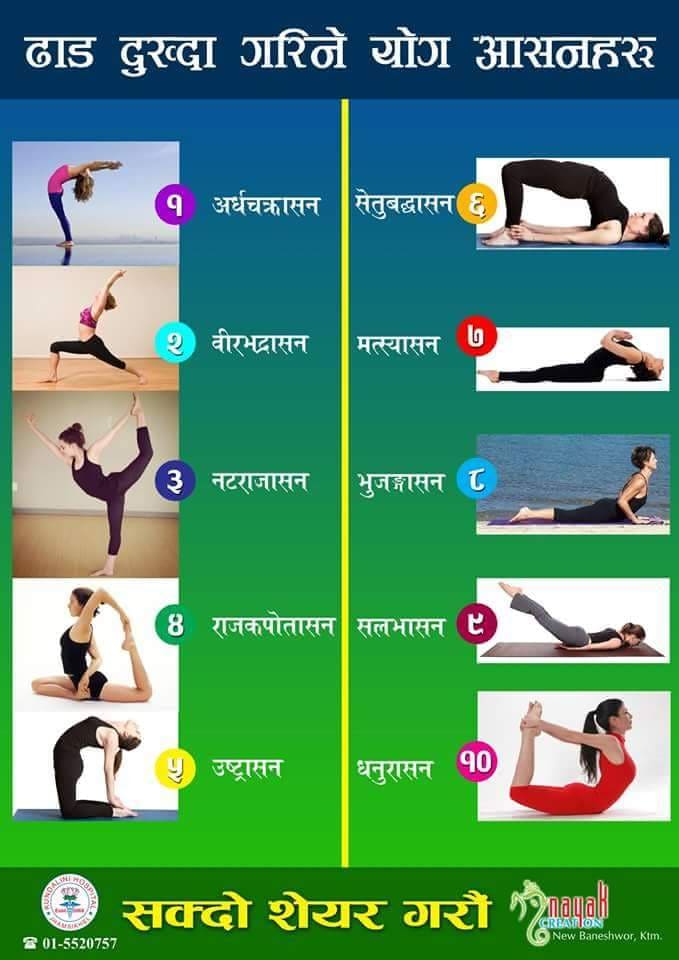 ढाड दुख्दा गरिने योग आसनहरु
१ अर्धचक्रासन
२ वीरभद्रासन
३ नटराजासन
४ राजकपोतासन
५ उष्ट्रासन
सेतुबद्धासन ६
मत्स्यासन ७
भुजङ्गासन ८
सलभासन ९
धनुरासन १०
KUNDALINI HOSPITAL
JHAMSIKHEL
☎ 01-5520757
सक्दो शेयर गरौं
nayak
CREATION
New Baneshwor, Ktm.